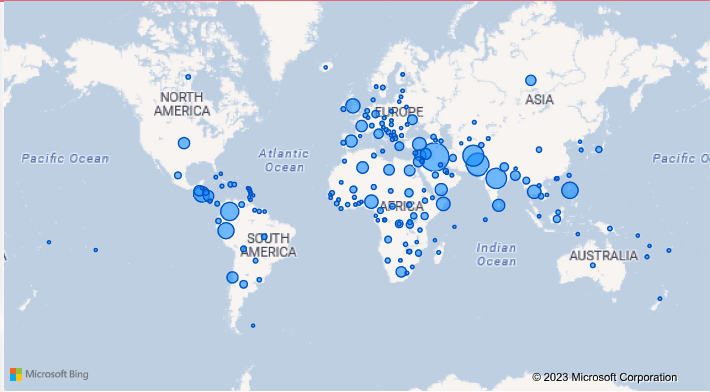 NORTH
AMERICA
EUROPE
ASIA
Pacific Ocean
Atlantic
Ocean
Pacific O
AFRICA
SOUTH
AMERICA
Indian
Ocean
AUSTRALIA
A
Microsoft Bing
© 2023 Microsoft Corporation